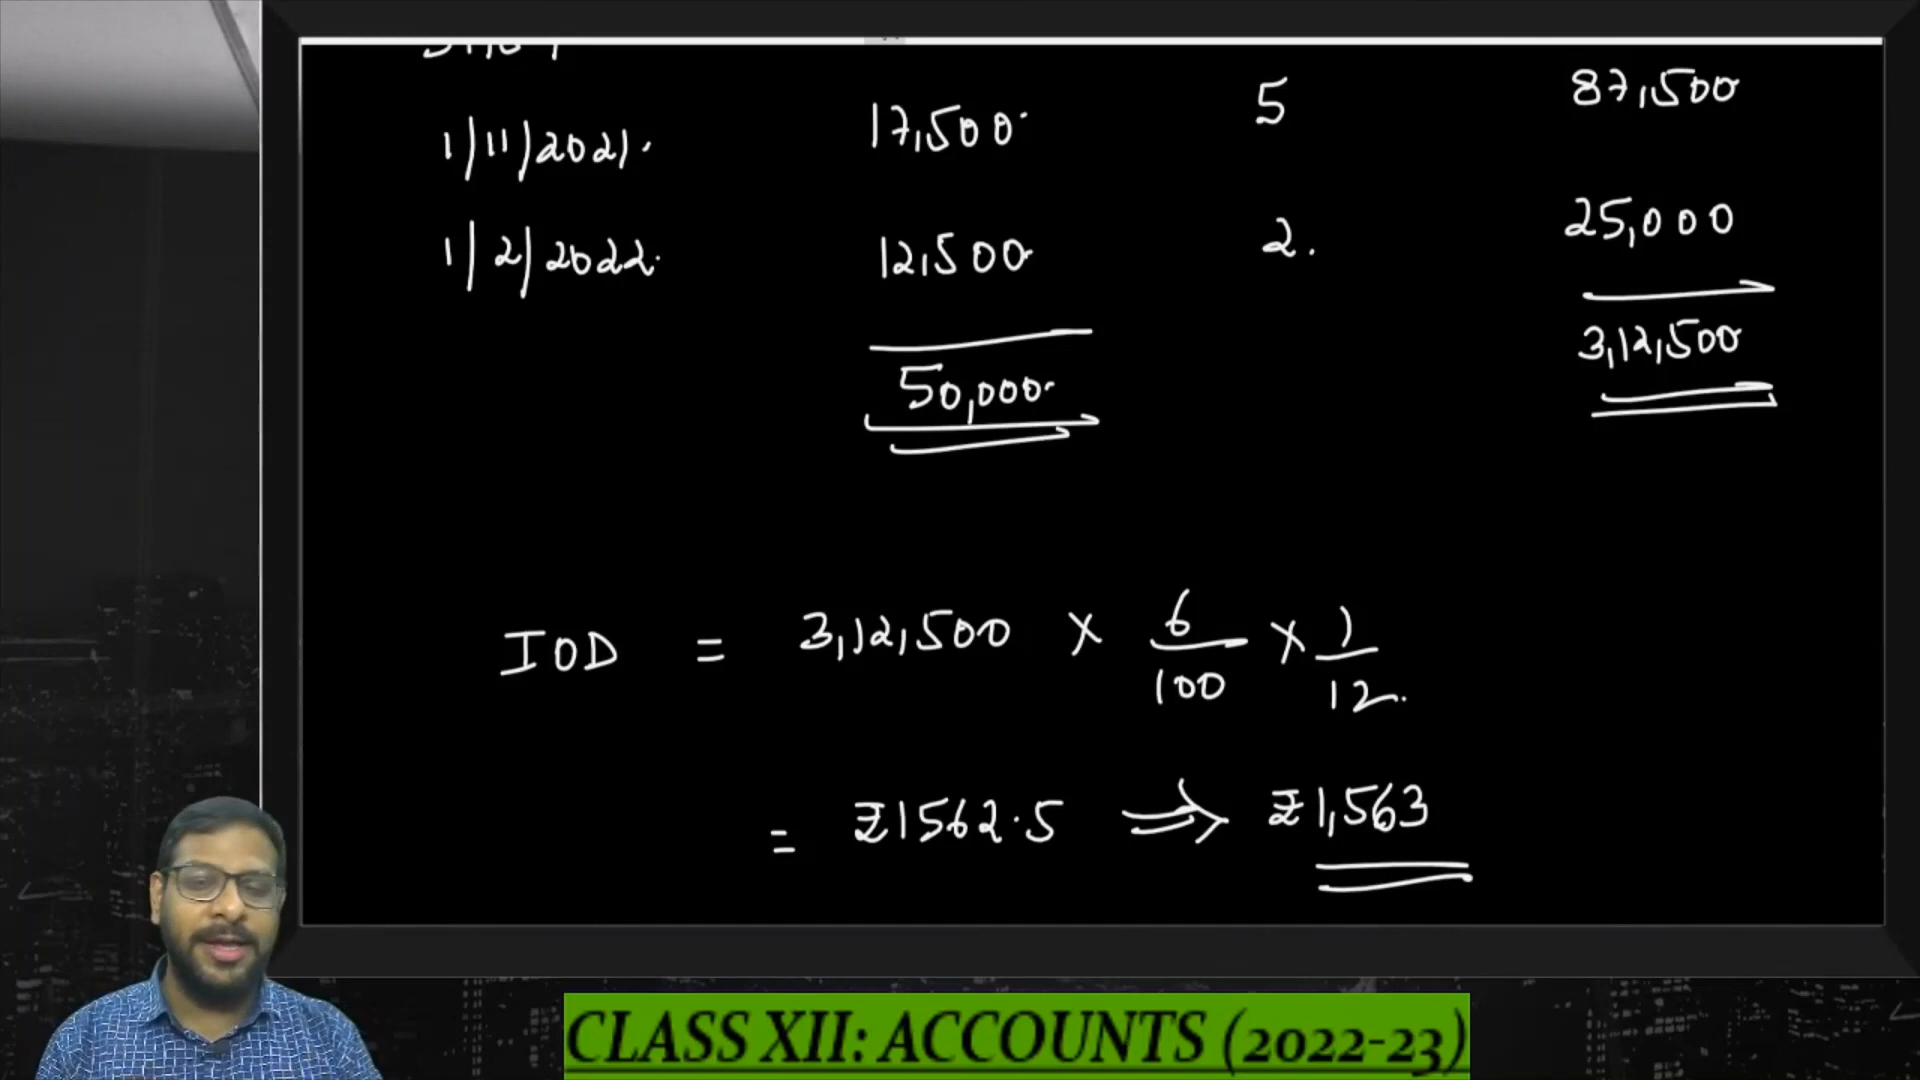 1/11/2021. 17,500 5 87,500
1/2/2022. 12,500 2. 25,000
50,000 3,12,500
IOD = 3,12,500 × 6/100 × 1/12.
= ₹1562.5 ⇒ ₹1,563
CLASS XII: ACCOUNTS (2022-23)